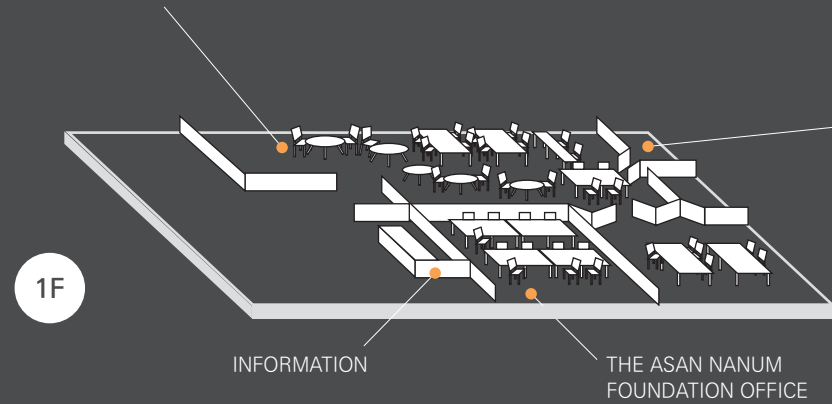 1F
INFORMATION
THE ASAN NANUM
FOUNDATION OFFICE